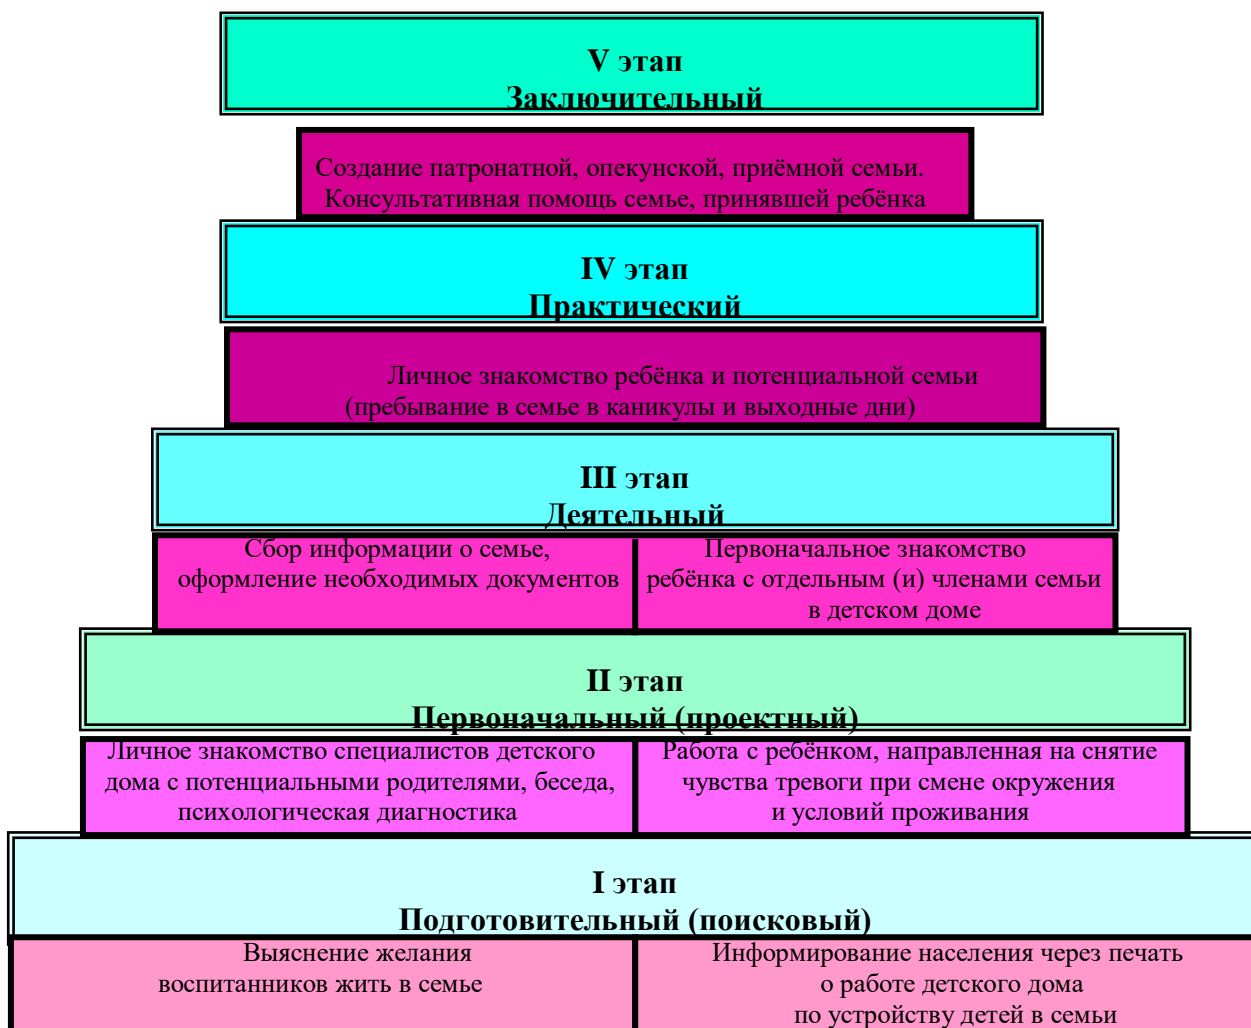 V этап
Заключительный
Создание патронатной, опекунской, приёмной семьи.
Консультативная помощь семье, принявшей ребёнка
IV этап
Практический
Личное знакомство ребёнка и потенциальной семьи
(пребывание в семье в каникулы и выходные дни)
III этап
Деятельный
Сбор информации о семье,
оформление необходимых документов
Первоначальное знакомство
ребёнка с отдельным (и) членами семьи
в детском доме
II этап
Первоначальный (проектный)
Личное знакомство специалистов детского
дома с потенциальными родителями, беседа,
психологическая диагностика
Работа с ребёнком, направленная на снятие
чувства тревоги при смене окружения
и условий проживания
I этап
Подготовительный (поисковый)
Выяснение желания
воспитанников жить в семье
Информирование населения через печать
о работе детского дома
по устройству детей в семьи